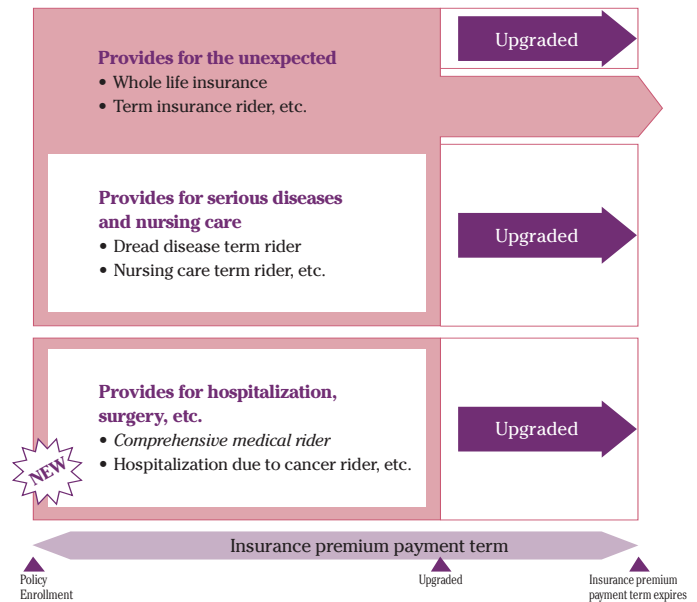 Provides for the unexpected
• Whole life insurance
• Term insurance rider, etc.
Upgraded
Provides for serious diseases
and nursing care
• Dread disease term rider
• Nursing care term rider, etc.
Upgraded
Provides for hospitalization,
surgery, etc.
• Comprehensive medical rider
• Hospitalization due to cancer rider, etc.
NEW
Upgraded
Insurance premium payment term
Policy
Enrollment
Upgraded
Insurance premium
payment term expires